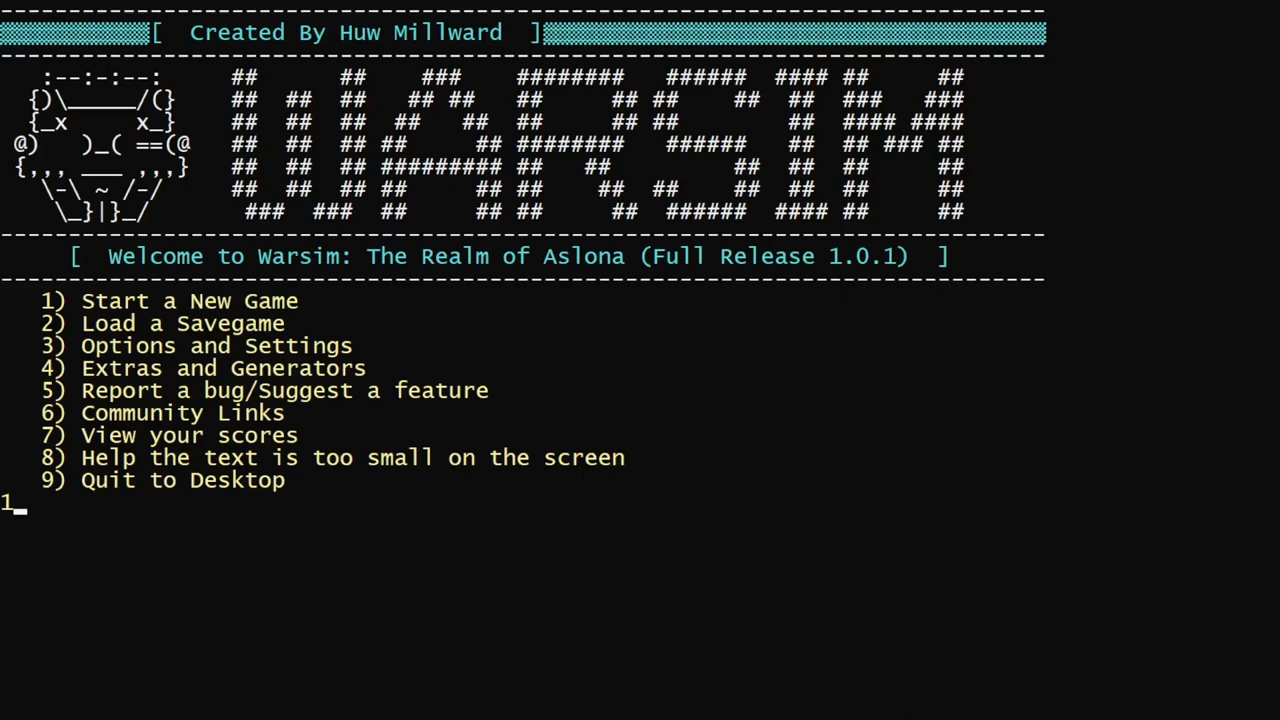 [  Created By Huw Millward  ]
WARSIM
[  Welcome to Warsim: The Realm of Aslona (Full Release 1.0.1)  ]
1) Start a New Game
2) Load a Savegame
3) Options and Settings
4) Extras and Generators
5) Report a bug/Suggest a feature
6) Community Links
7) View your scores
8) Help the text is too small on the screen
9) Quit to Desktop
1_